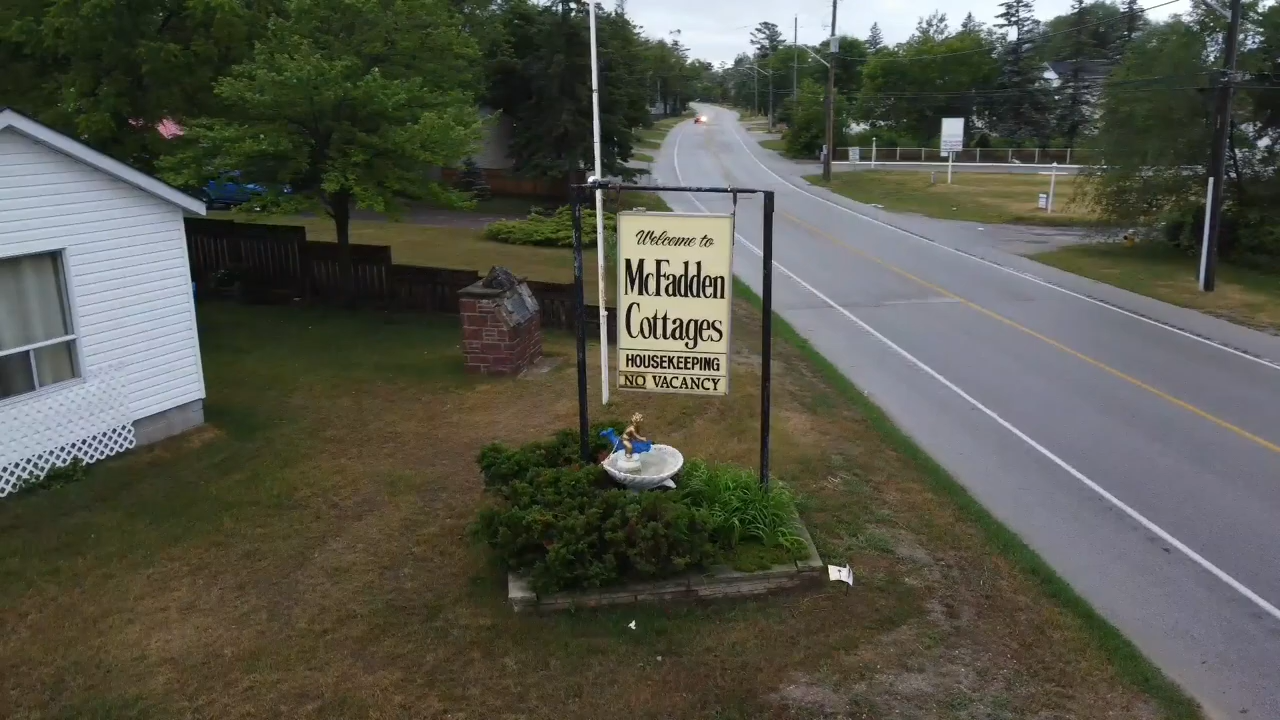 Welcome to
McFadden
Cottages
HOUSEKEEPING
NO VACANCY